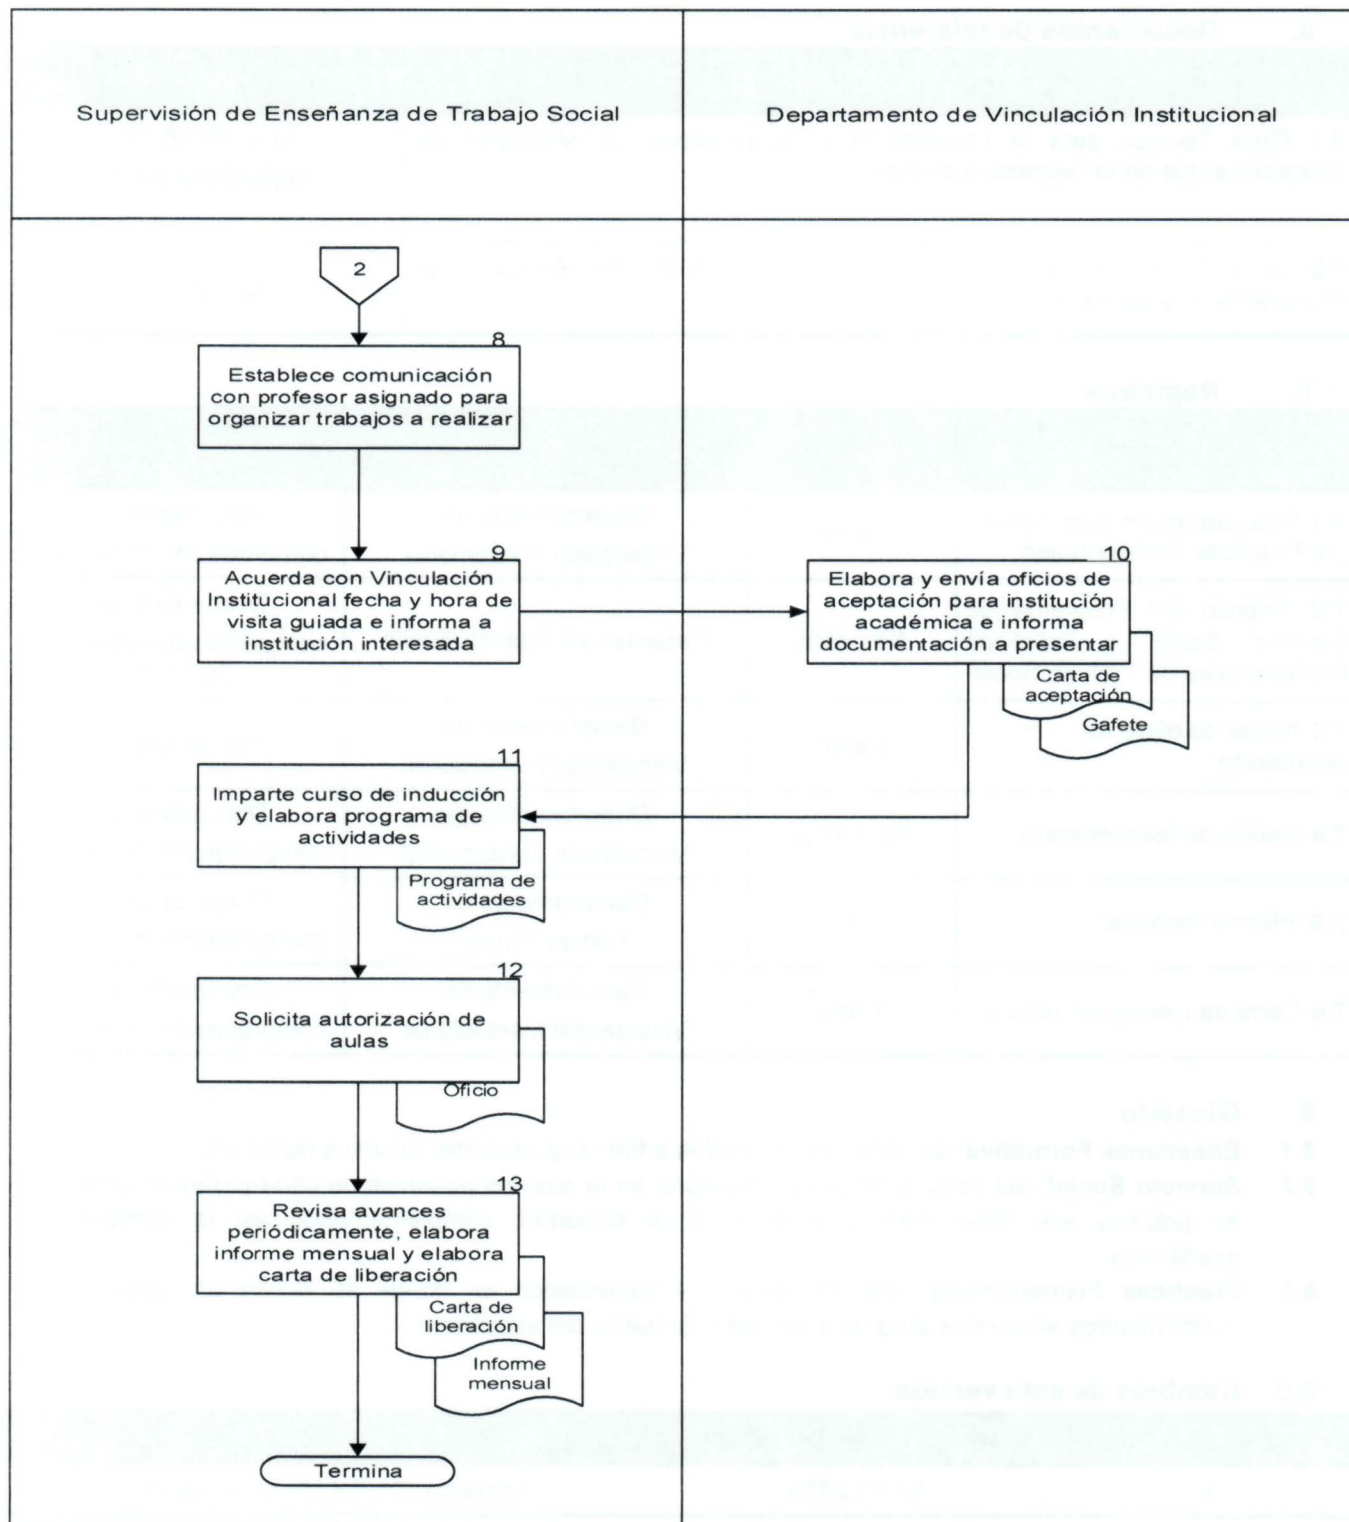 Supervisión de Enseñanza de Trabajo Social
Departamento de Vinculación Institucional
2
8
Establece comunicación
con profesor asignado para
organizar trabajos a realizar
9
Acuerda con Vinculación
Institucional fecha y hora de
visita guiada e informa a
institución interesada
10
Elabora y envía oficios de
aceptación para institución
académica e informa
documentación a presentar
Carta de
aceptación
Gafete
11
Imparte curso de inducción
y elabora programa de
actividades
Programa de
actividades
12
Solicita autorización de
aulas
Oficio
13
Revisa avances
periódicamente, elabora
informe mensual y elabora
carta de liberación
Carta de
liberación
Informe
mensual
Termina